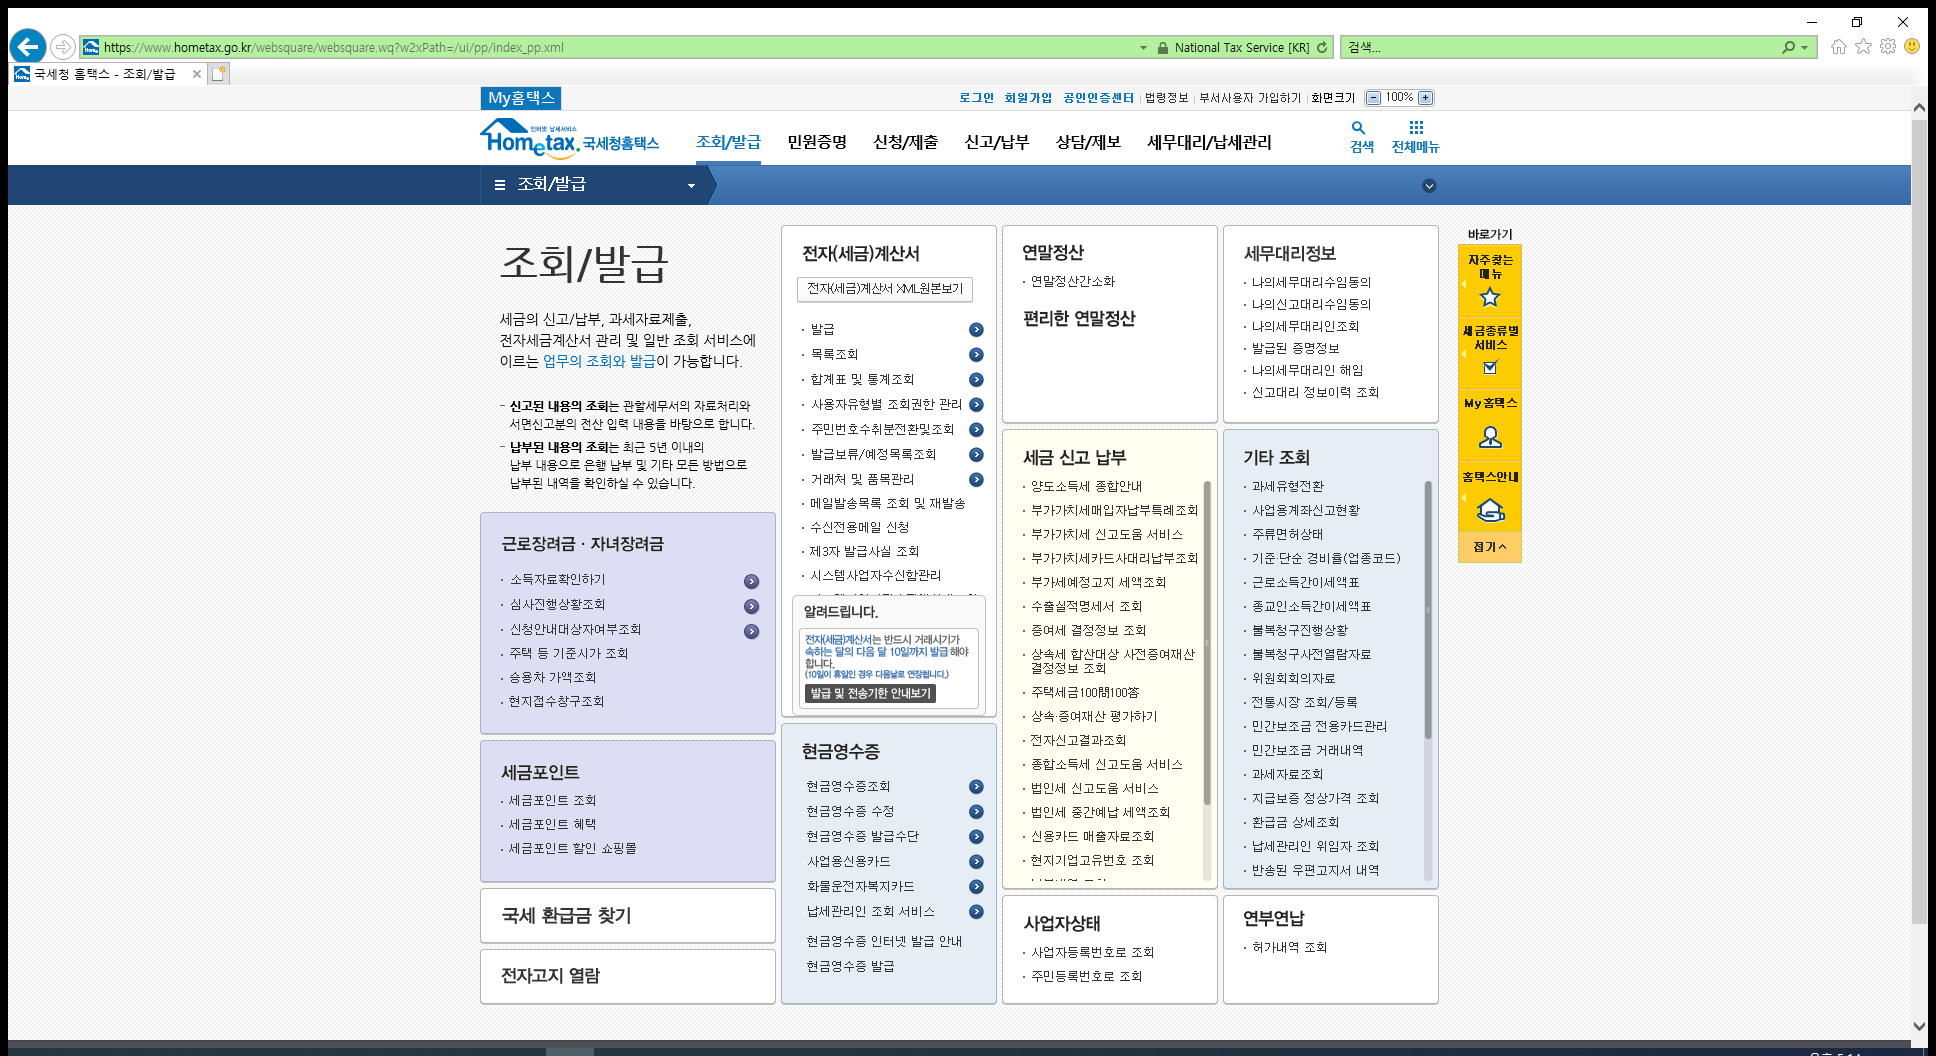 https://www.hometax.go.kr/websquare/websquare.wq?w2xPath=/ui/pp/index_pp.xml
National Tax Service [KR]
검색...
국세청 홈택스 - 조회/발급
My홈택스
로그인 회원가입 공인인증센터 법령정보 부서사용자 가입하기 화면크기 100%
인터넷 납세서비스
Hometax. 국세청홈택스
조회/발급 민원증명 신청/제출 신고/납부 상담/제보 세무대리/납세관리
검색 전체메뉴
조회/발급
조회/발급
세금의 신고/납부, 과세자료제출,
전자세금계산서 관리 및 일반 조회 서비스에
이르는 업무의 조회와 발급이 가능합니다.
- 신고된 내용의 조회는 관할세무서의 자료처리와
서면신고분의 전산 입력 내용을 바탕으로 합니다.
- 납부된 내용의 조회는 최근 5년 이내의
납부 내용으로 은행 납부 및 기타 모든 방법으로
납부된 내역을 확인하실 수 있습니다.
근로장려금 · 자녀장려금
· 소득자료확인하기
· 심사진행상황조회
· 신청안내대상자여부조회
· 주택 등 기준시가 조회
· 승용차 가액조회
· 현지접수창구조회
세금포인트
· 세금포인트 조회
· 세금포인트 혜택
· 세금포인트 할인 쇼핑몰
국세 환급금 찾기
전자고지 열람
전자(세금)계산서
전자(세금)계산서 XML원본보기
· 발급
· 목록조회
· 합계표 및 통계조회
· 사용자유형별 조회권한 관리
· 주민번호수취분전환및조회
· 발급보류/예정목록조회
· 거래처 및 품목관리
· 메일발송목록 조회 및 재발송
· 수신전용메일 신청
· 제3자 발급사실 조회
· 시스템사업자수신함관리
알려드립니다.
전자(세금)계산서는 반드시 거래시기가
속하는 달의 다음 달 10일까지 발급 해야
합니다.
(10일이 휴일인 경우 다음날로 연장됩니다.)
발급 및 전송기한 안내보기
현금영수증
현금영수증조회
현금영수증 수정
현금영수증 발급수단
사업용신용카드
화물운전자복지카드
납세관리인 조회 서비스
현금영수증 인터넷 발급 안내
현금영수증 발급
연말정산
· 연말정산간소화
편리한 연말정산
세금 신고 납부
· 양도소득세 종합안내
· 부가가치세매입자납부특례조회
· 부가가치세 신고도움 서비스
· 부가가치세카드사대리납부조회
· 부가세예정고지 세액조회
· 수출실적명세서 조회
· 증여세 결정정보 조회
· 상속세 합산대상 사전증여재산
결정정보 조회
· 주택세금100問100答
· 상속·증여재산 평가하기
· 전자신고결과조회
· 종합소득세 신고도움 서비스
· 법인세 신고도움 서비스
· 법인세 중간예납 세액조회
· 신용카드 매출자료조회
· 현지기업고유번호 조회
사업자상태
· 사업자등록번호로 조회
· 주민등록번호로 조회
세무대리정보
· 나의세무대리수임동의
· 나의신고대리수임동의
· 나의세무대리인조회
· 발급된 증명정보
· 나의세무대리인 해임
· 신고대리 정보이력 조회
기타 조회
· 과세유형전환
· 사업용계좌신고현황
· 주류면허상태
· 기준·단순 경비율(업종코드)
· 근로소득간이세액표
· 종교인소득간이세액표
· 불복청구진행상황
· 불복청구사전열람자료
· 위원회회의자료
· 전통시장 조회/등록
· 민간보조금 전용카드관리
· 민간보조금 거래내역
· 과세자료조회
· 지급보증 정상가격 조회
· 환급금 상세조회
· 납세관리인 위임자 조회
· 반송된 우편고지서 내역
연부연납
· 허가내역 조회
바로가기
자주찾는
메뉴
세금종류별
서비스
My홈택스
홈택스안내
접기